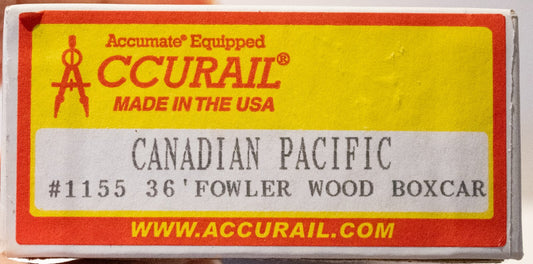 Accumate® Equipped
ACCURAIL®
MADE IN THE USA
CANADIAN PACIFIC
#1155 36' FOWLER WOOD BOXCAR
WWW.ACCURAIL.COM